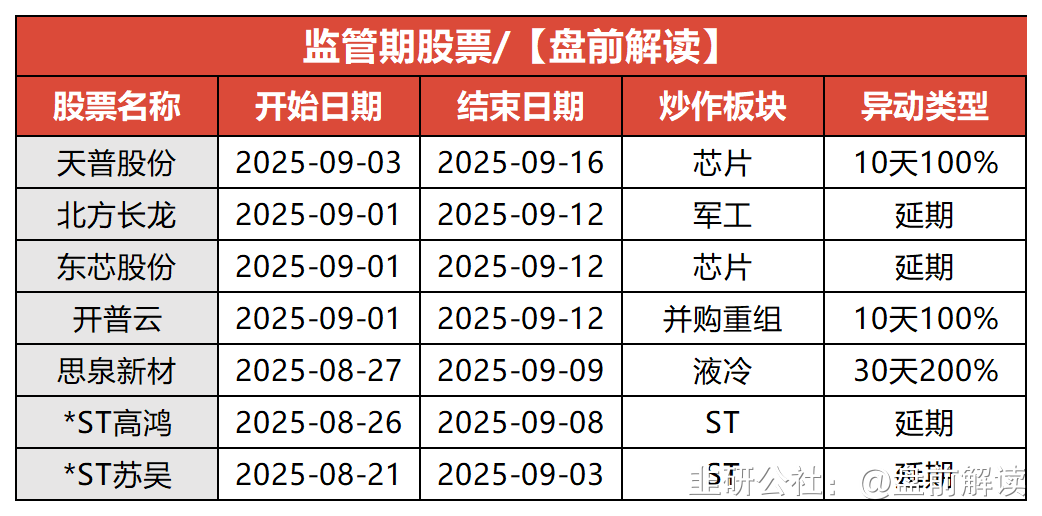 监管期股票/【盘前解读】
股票名称 开始日期 结束日期 炒作板块 异动类型
天普股份 2025-09-03 2025-09-16 芯片 10天100%
北方长龙 2025-09-01 2025-09-12 军工 延期
东芯股份 2025-09-01 2025-09-12 芯片 延期
开普云 2025-09-01 2025-09-12 并购重组 10天100%
思泉新材 2025-08-27 2025-09-09 液冷 30天200%
*ST高鸿 2025-08-26 2025-09-08 ST 延期
*ST苏吴 2025-08-21 2025-09-03 ST 延期
韭研公社：@盘前解读